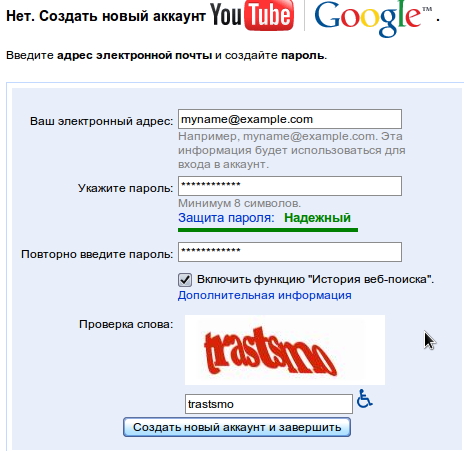 Нет. Создать новый аккаунт YouTube Google™ .
Введите адрес электронной почты и создайте пароль.
Ваш электронный адрес: myname@example.com
Например, myname@example.com. Эта
информация будет использоваться для
входа в аккаунт.
Укажите пароль: ************
Минимум 8 символов.
Защита пароля: Надежный
Повторно введите пароль: ************
Включить функцию "История веб-поиска".
Дополнительная информация
Проверка слова: trastsmo
trastsmo
Создать новый аккаунт и завершить